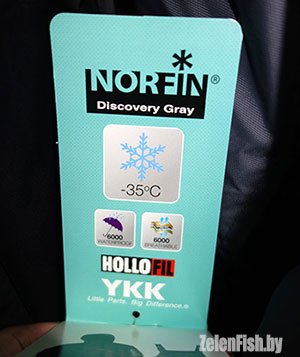 NORFIN®
Discovery Gray
-35°C
6000
WATERPROOF
6000
BREATHABLE
HOLLOFIL
YKK
Little Parts. Big Difference.®
ZelenFish.by